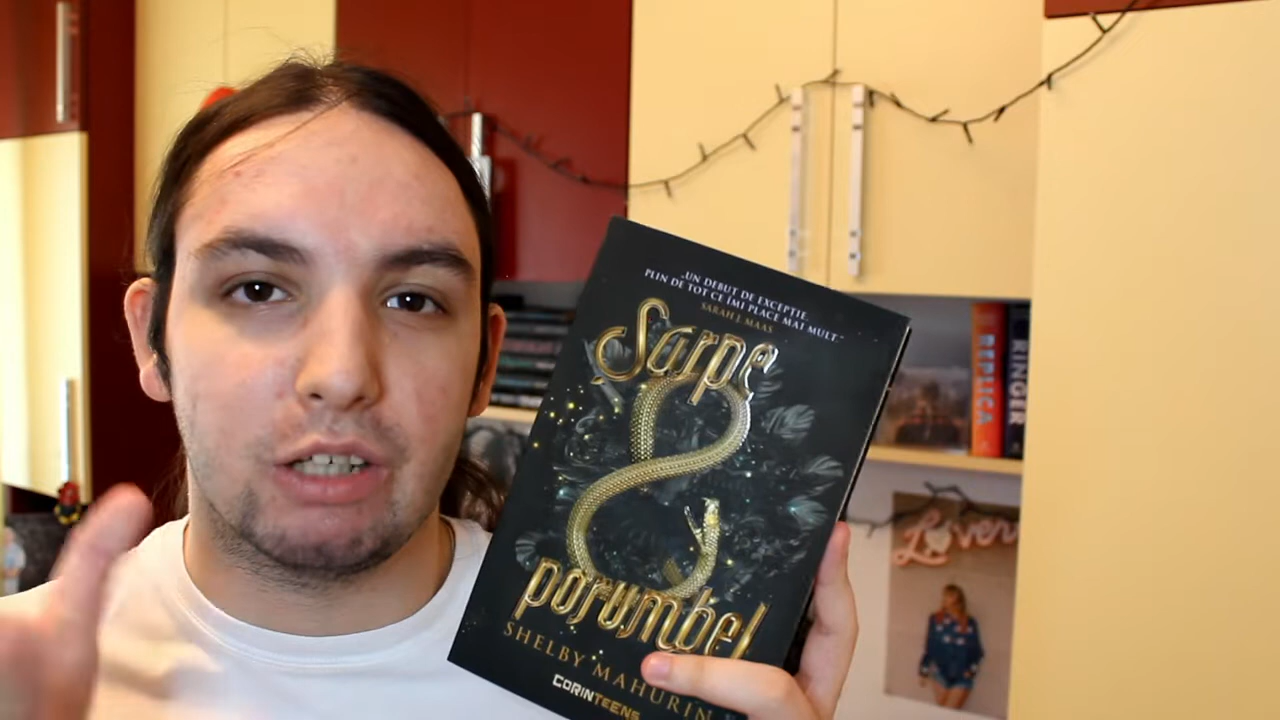 „UN DEBUT DE EXCEPȚIE.
PLIN DE TOT CE ÎMI PLACE MAI MULT.”
SARAH J. MAAS
Șarpe
porumbel
SHELBY MAHURIN
CORINTEENS
REPLICA
RINGER
Lover